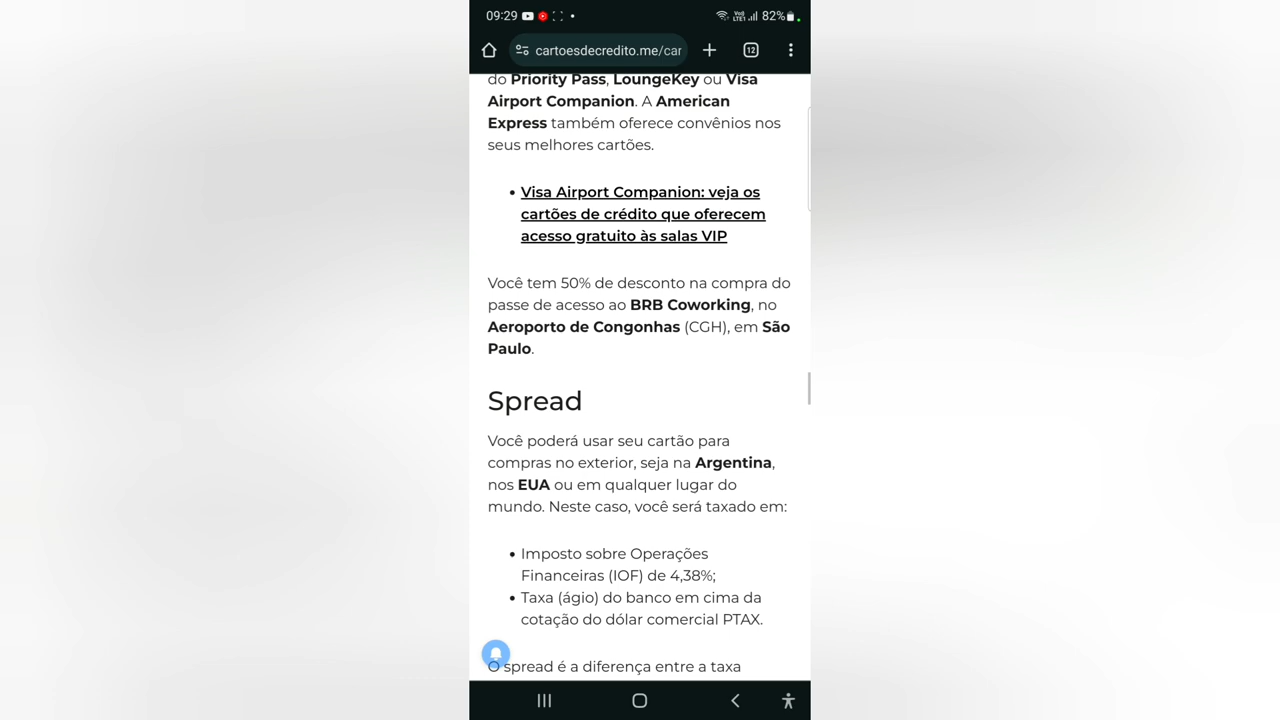 09:29
VoD LTE1 82%
cartoesdecredito.me/car
12
do Priority Pass, LoungeKey ou Visa
Airport Companion. A American
Express também oferece convênios nos
seus melhores cartões.
• Visa Airport Companion: veja os
cartões de crédito que oferecem
acesso gratuito às salas VIP
Você tem 50% de desconto na compra do
passe de acesso ao BRB Coworking, no
Aeroporto de Congonhas (CGH), em São
Paulo.
Spread
Você poderá usar seu cartão para
compras no exterior, seja na Argentina,
nos EUA ou em qualquer lugar do
mundo. Neste caso, você será taxado em:
• Imposto sobre Operações
Financeiras (IOF) de 4,38%;
• Taxa (ágio) do banco em cima da
cotação do dólar comercial PTAX.
O spread é a diferença entre a taxa